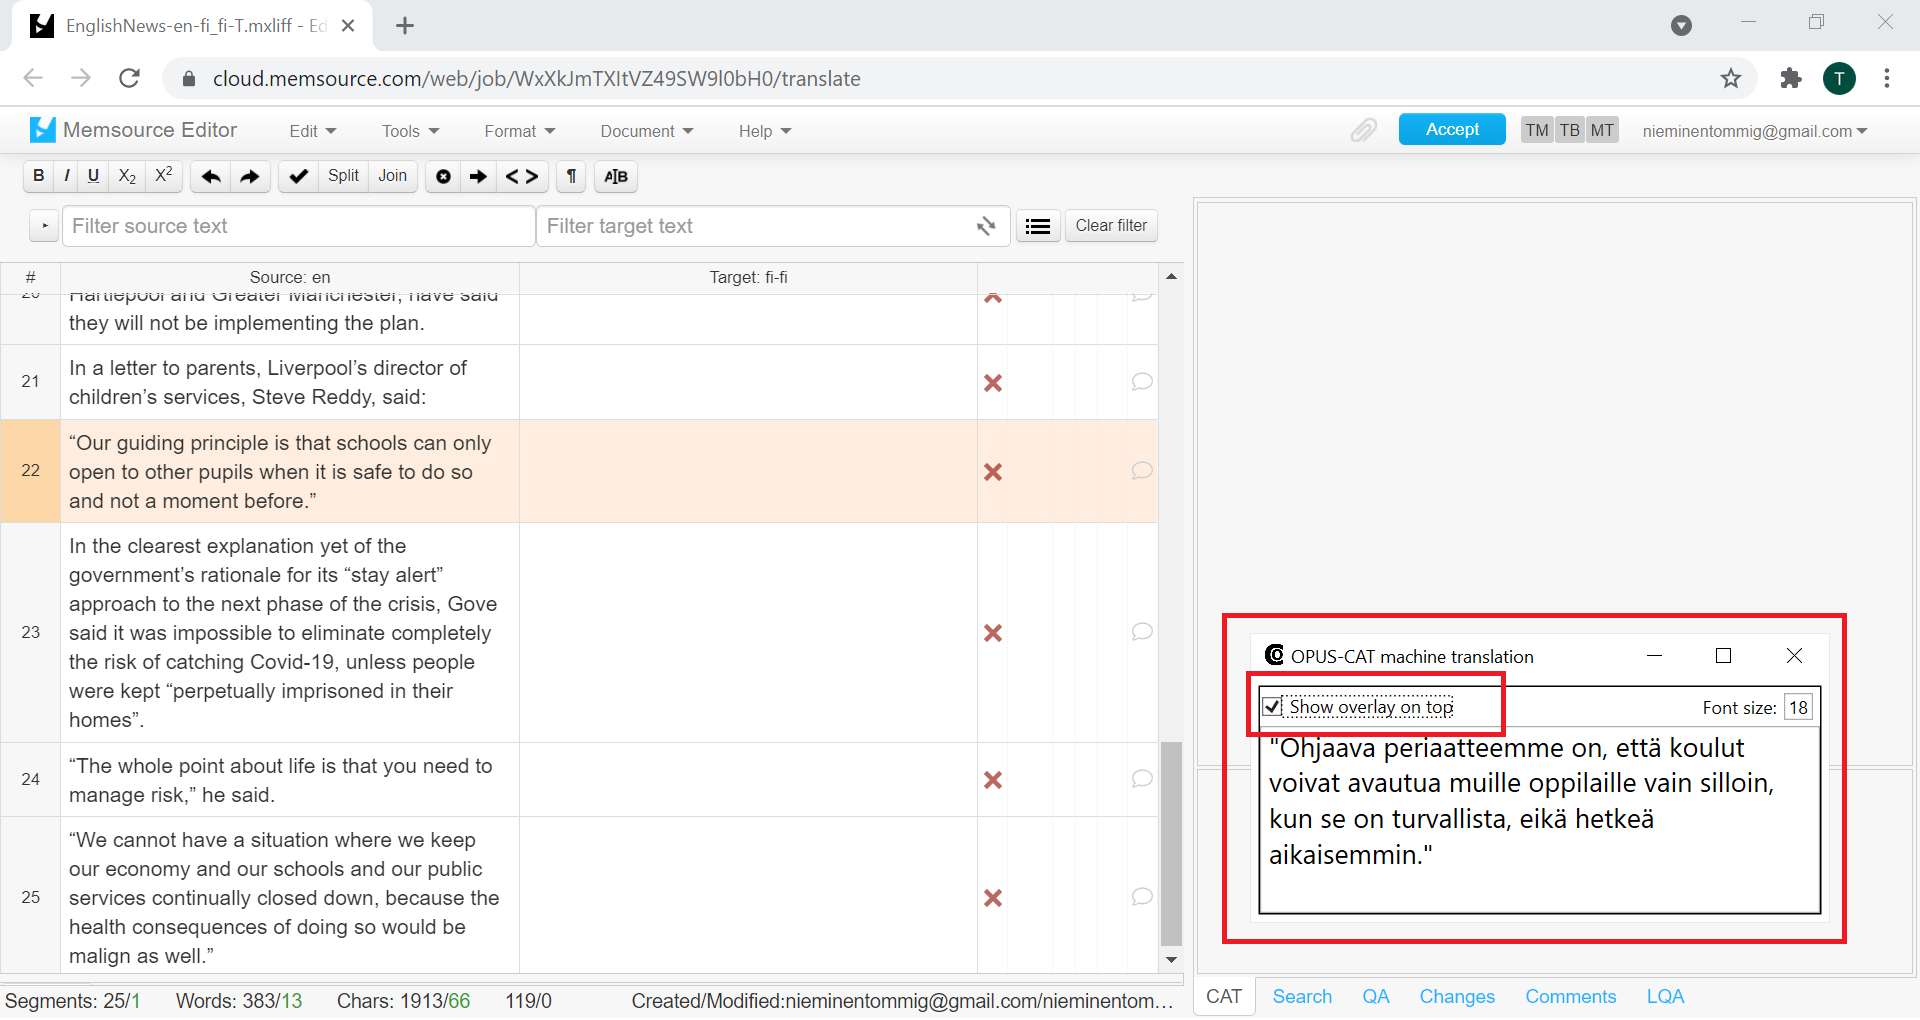 EnglishNews-en-fi_fi-T.mxliff - Ed
cloud.memsource.com/web/job/WxXkJmTXItVZ49SW9I0bH0/translate
T
Memsource Editor
Edit
Tools
Format
Document
Help
Accept
TM TB MT
nieminentommig@gmail.com
B I U X2 X2
Split Join
< >
¶
A B
Filter source text
Filter target text
Clear filter
# Source: en Target: fi-fi
20
Hartlepool and Greater Manchester, have said
they will not be implementing the plan.
21
In a letter to parents, Liverpool’s director of
children’s services, Steve Reddy, said:
22
“Our guiding principle is that schools can only
open to other pupils when it is safe to do so
and not a moment before.”
23
In the clearest explanation yet of the
government’s rationale for its “stay alert”
approach to the next phase of the crisis, Gove
said it was impossible to eliminate completely
the risk of catching Covid-19, unless people
were kept “perpetually imprisoned in their
homes”.
24
“The whole point about life is that you need to
manage risk,” he said.
25
“We cannot have a situation where we keep
our economy and our schools and our public
services continually closed down, because the
health consequences of doing so would be
malign as well.”
OPUS-CAT machine translation
Show overlay on top
Font size: 18
"Ohjaava periaatteemme on, että koulut
voivat avautua muille oppilaille vain silloin,
kun se on turvallista, eikä hetkeä
aikaisemmin."
Segments: 25/1 Words: 383/13 Chars: 1913/66 119/0 Created/Modified:nieminentommig@gmail.com/nieminentom...
CAT Search QA Changes Comments LQA